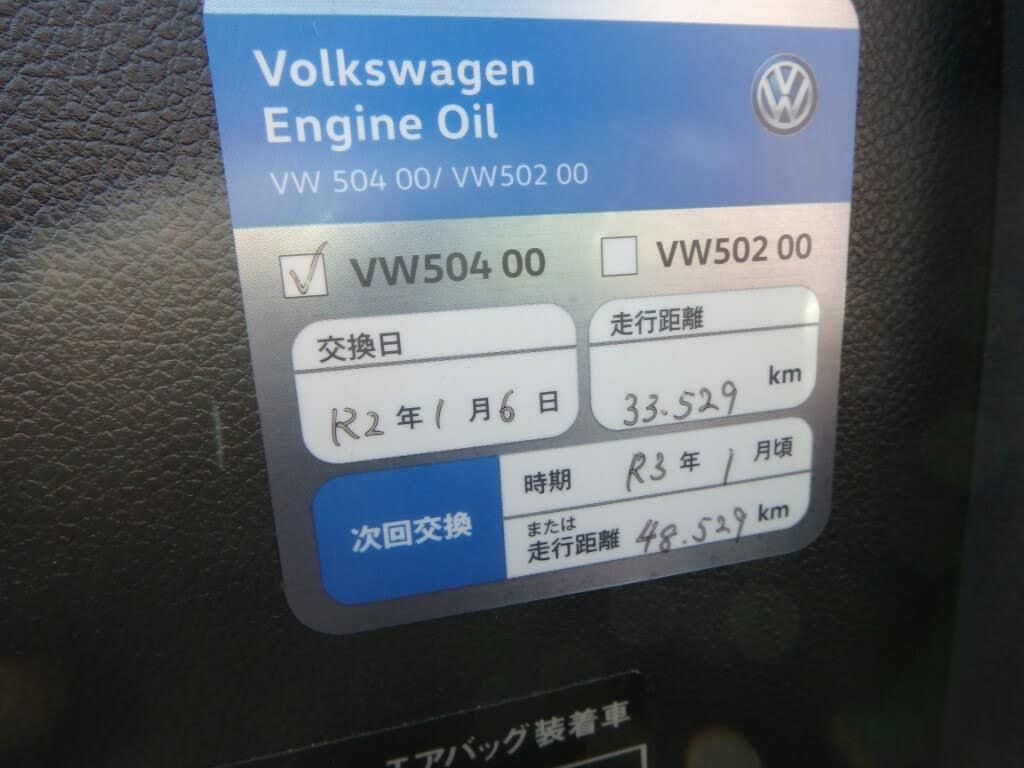 Volkswagen
Engine Oil
VW 504 00/ VW502 00
VW504 00
VW502 00
交換日
R2年1月6日
走行距離
33.529 km
次回交換
時期 R3年1月頃
または
走行距離 48.529 km
エアバッグ装着車